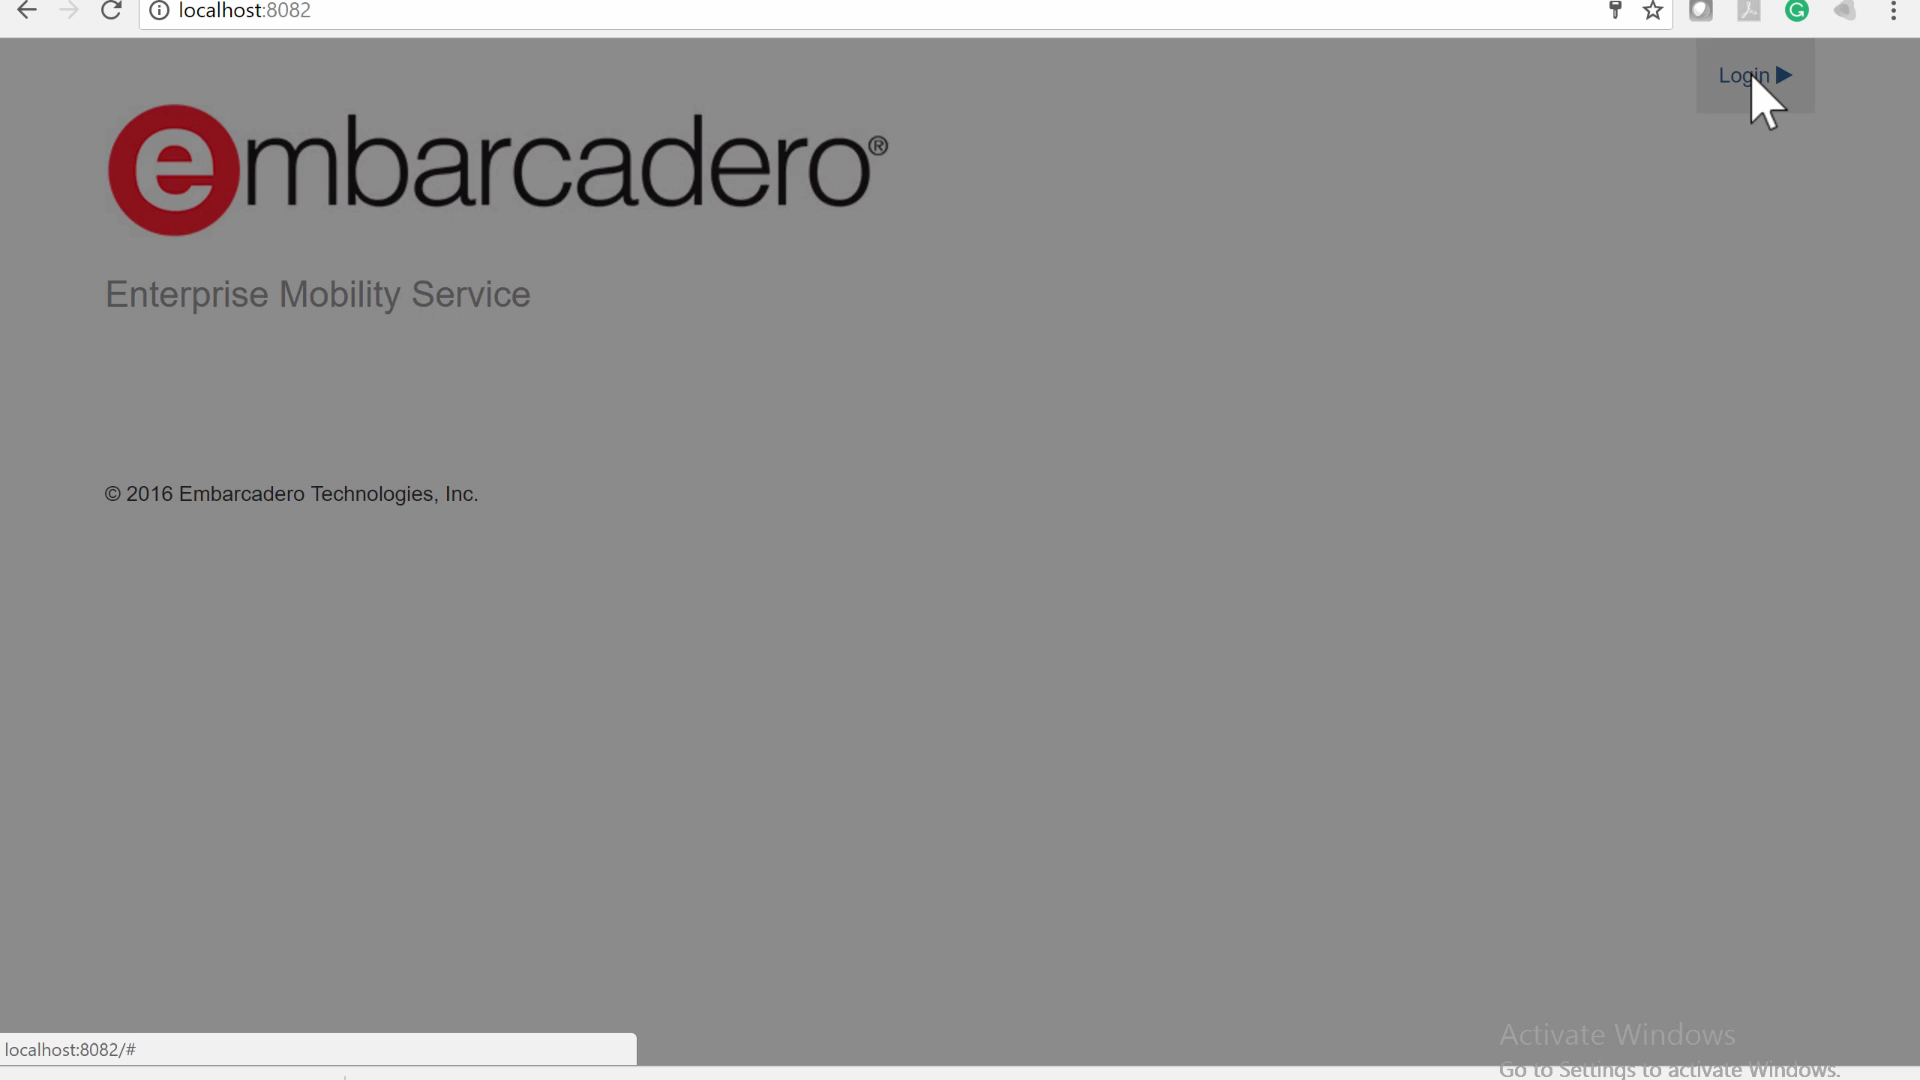 localhost:8082
Login
embarcadero®
Enterprise Mobility Service
© 2016 Embarcadero Technologies, Inc.
localhost:8082/#
Activate Windows
Go to Settings to activate Windows.